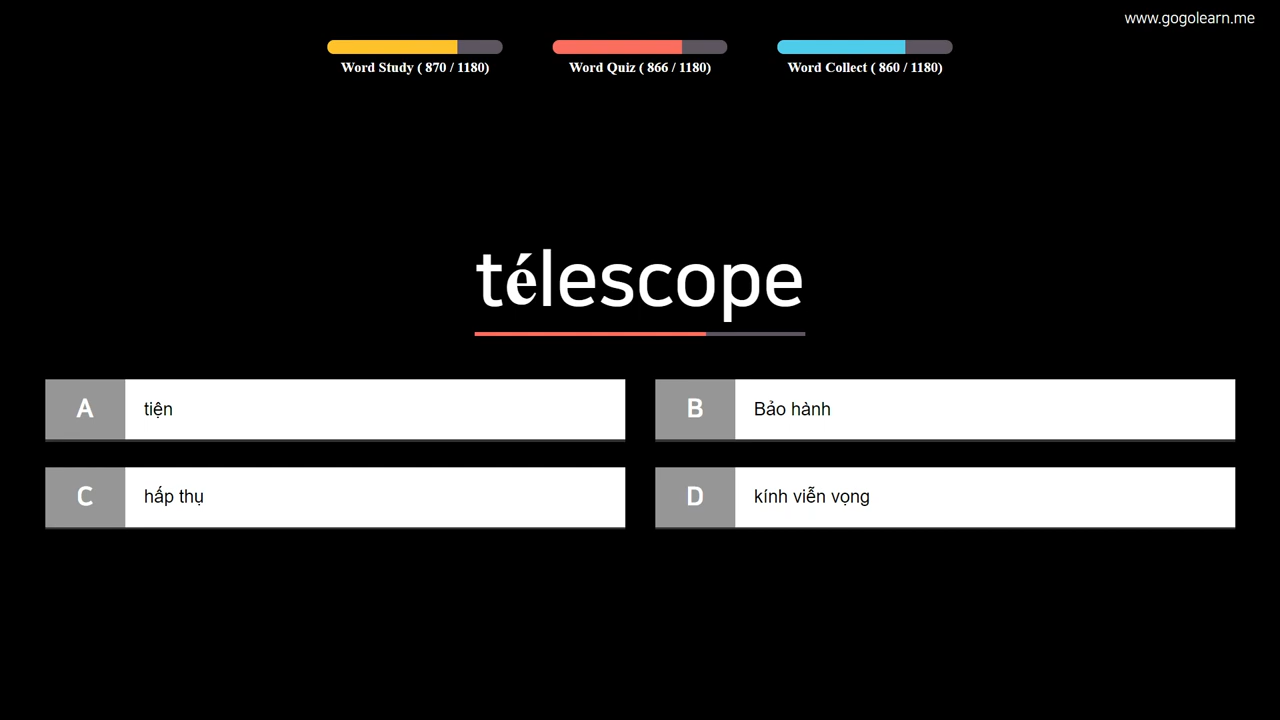 www.gogolearn.me
Word Study ( 870 / 1180)
Word Quiz ( 866 / 1180)
Word Collect ( 860 / 1180)
télescope
A
tiện
B
Bảo hành
C
hấp thụ
D
kính viễn vọng